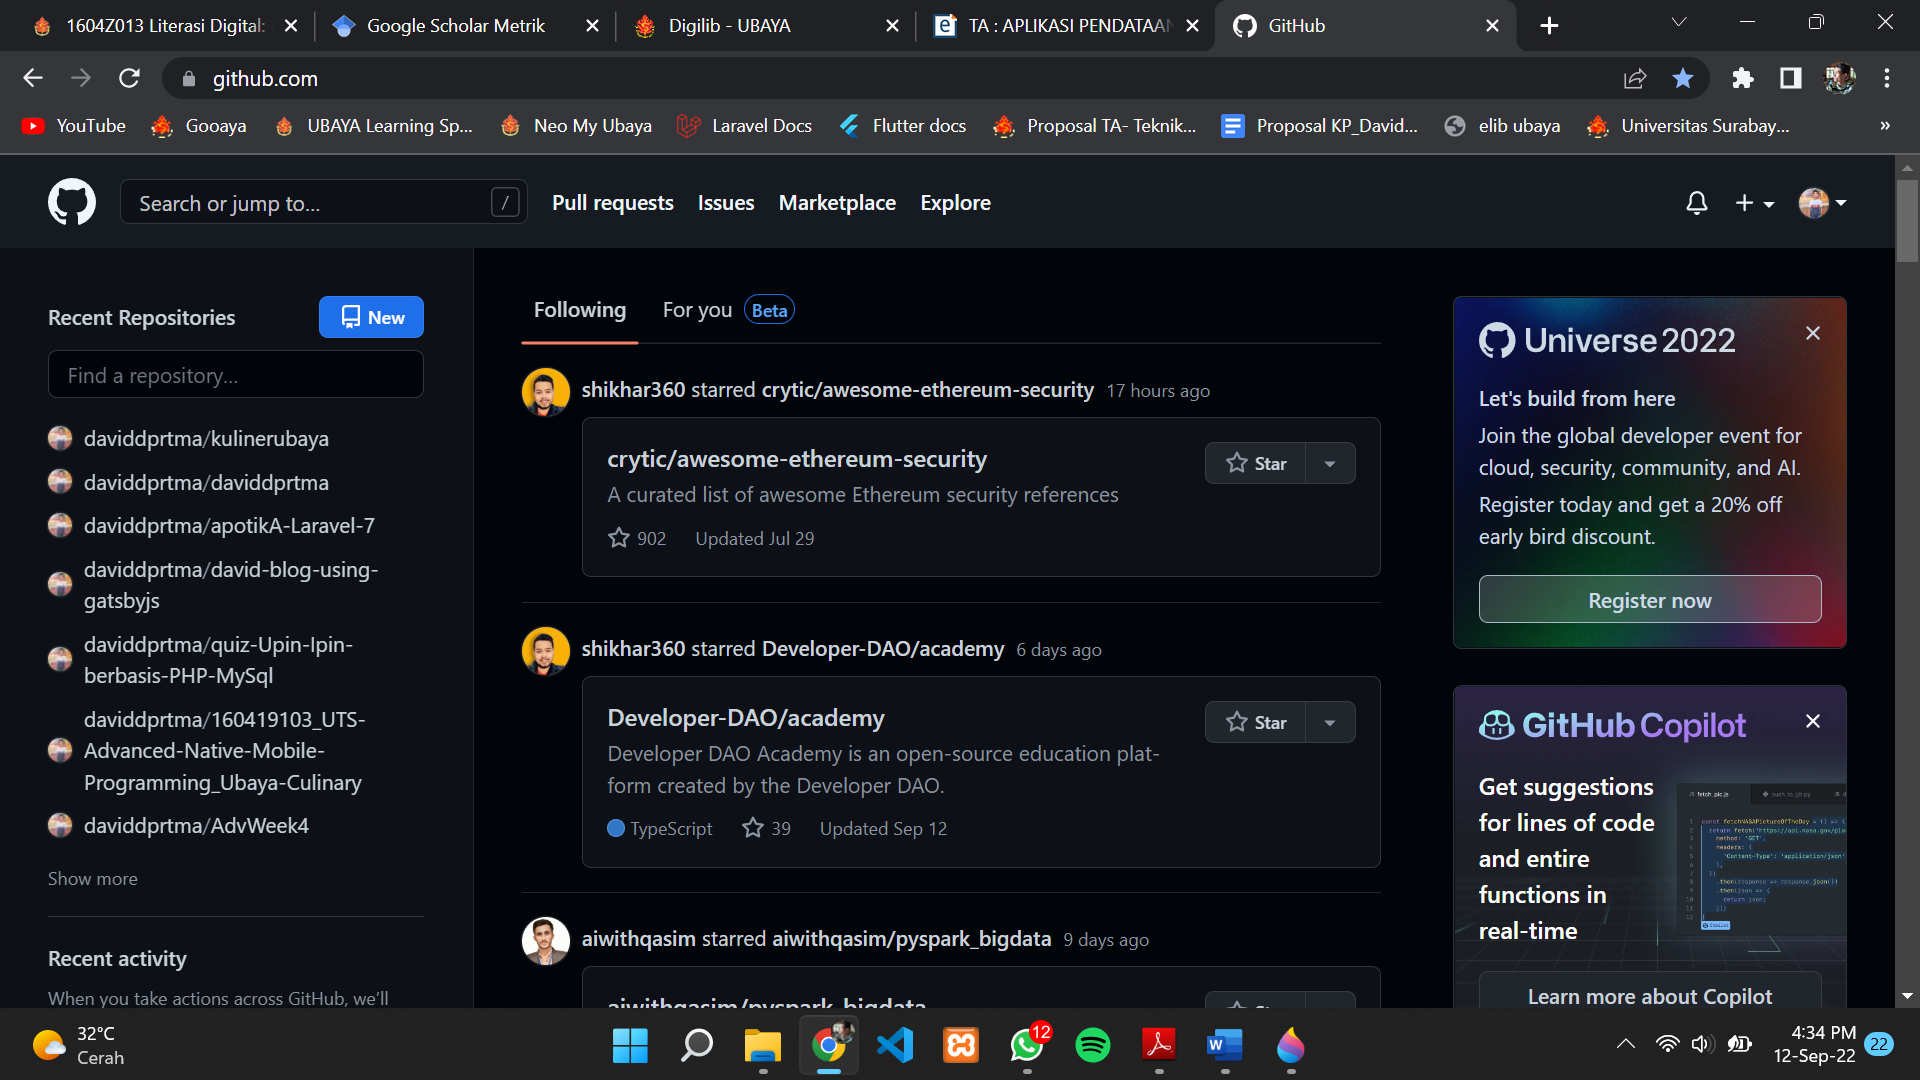 1604Z013 Literasi Digital:
Google Scholar Metrik
Digilib - UBAYA
TA : APLIKASI PENDATAAN
GitHub
github.com
YouTube
Gooaya
UBAYA Learning Sp...
Neo My Ubaya
Laravel Docs
Flutter docs
Proposal TA- Teknik...
Proposal KP_David...
elib ubaya
Universitas Surabay...
»
Search or jump to...
/
Pull requests
Issues
Marketplace
Explore
Recent Repositories
New
Find a repository...
daviddprtma/kulinerubaya
daviddprtma/daviddprtma
daviddprtma/apotikA-Laravel-7
daviddprtma/david-blog-using-
gatsbyjs
daviddprtma/quiz-Upin-Ipin-
berbasis-PHP-MySql
daviddprtma/160419103_UTS-
Advanced-Native-Mobile-
Programming_Ubaya-Culinary
daviddprtma/AdvWeek4
Show more
Recent activity
When you take actions across GitHub, we'll
Following
For you
Beta
shikhar360 starred crytic/awesome-ethereum-security 17 hours ago
crytic/awesome-ethereum-security
Star
A curated list of awesome Ethereum security references
902
Updated Jul 29
shikhar360 starred Developer-DAO/academy 6 days ago
Developer-DAO/academy
Star
Developer DAO Academy is an open-source education plat-
form created by the Developer DAO.
TypeScript
39
Updated Sep 12
aiwithqasim starred aiwithqasim/pyspark_bigdata 9 days ago
aiwithqasim/pyspark_bigdata
Universe 2022
Let's build from here
Join the global developer event for
cloud, security, community, and AI.
Register today and get a 20% off
early bird discount.
Register now
GitHub Copilot
Get suggestions
for lines of code
and entire
functions in
real-time
Learn more about Copilot
32°C
Cerah
12
4:34 PM
12-Sep-22
22